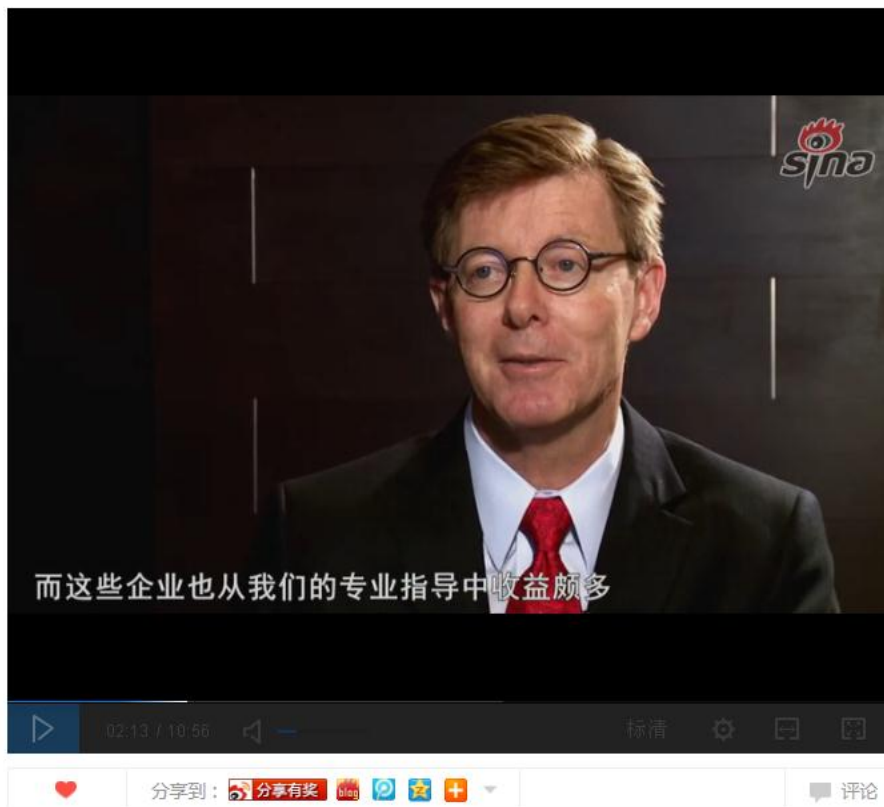 sina
而这些企业也从我们的专业指导中收益颇多
02:13 / 10:56
标清
分享到：
分享有奖
blog
评论